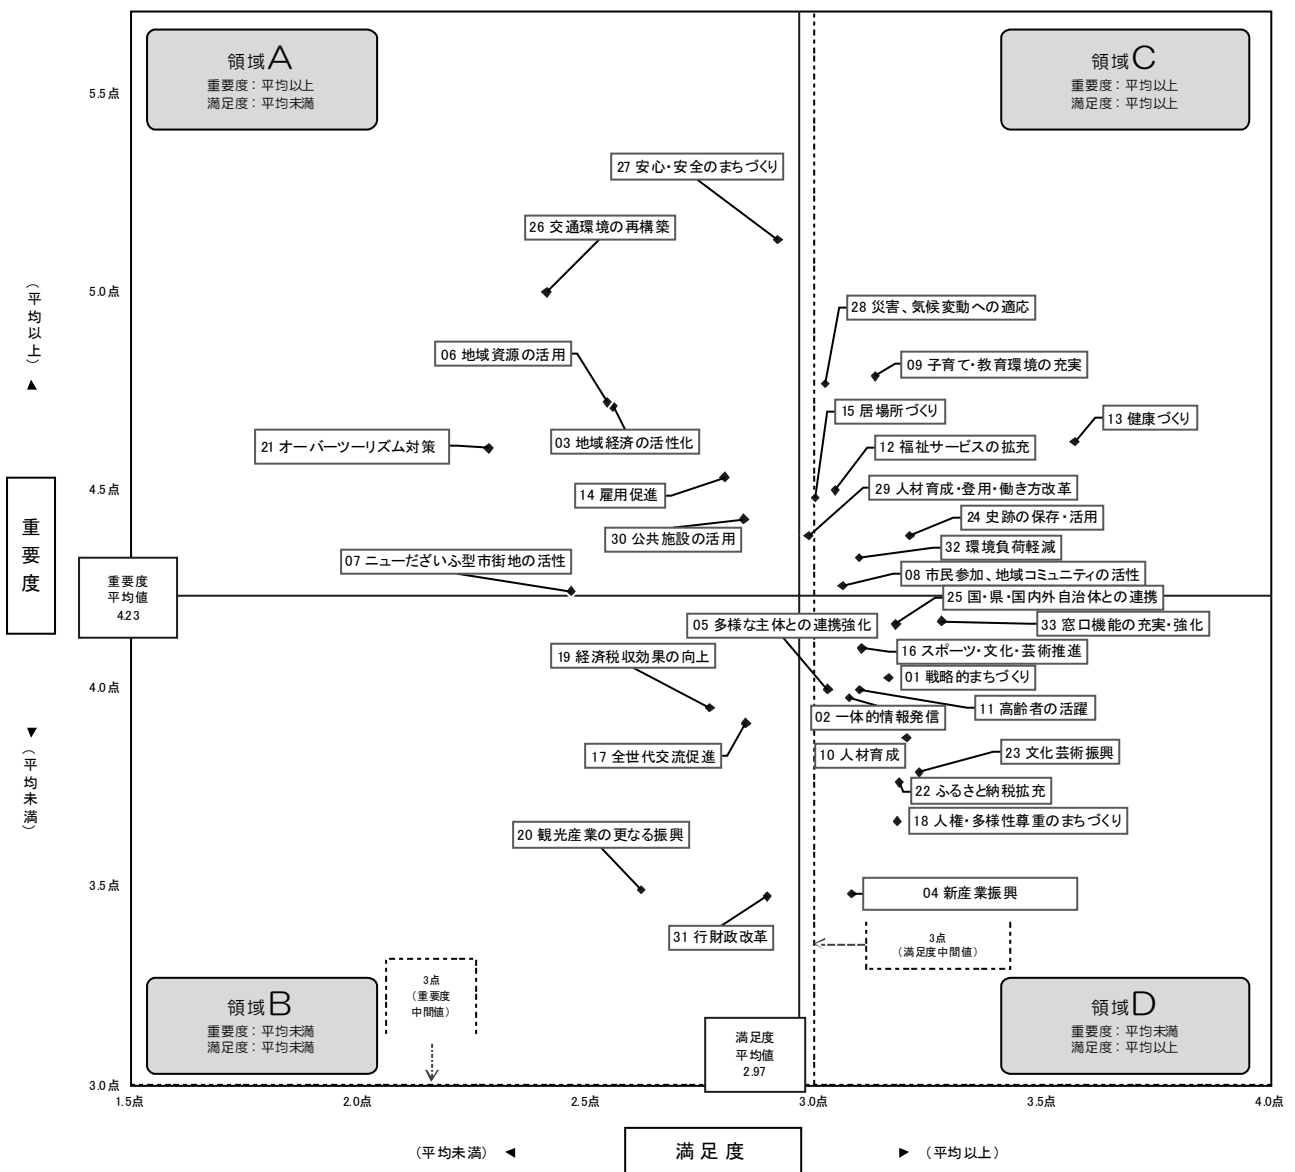 領域A
重要度：平均以上
満足度：平均未満
領域C
重要度：平均以上
満足度：平均以上
5.5点
27 安心・安全のまちづくり
26 交通環境の再構築
5.0点
（平均以上）▲
28 災害、気候変動への適応
06 地域資源の活用
09 子育て・教育環境の充実
15 居場所づくり
13 健康づくり
03 地域経済の活性化
21 オーバーツーリズム対策
12 福祉サービスの拡充
4.5点
14 雇用促進
29 人材育成・登用・働き方改革
24 史跡の保存・活用
30 公共施設の活用
32 環境負荷軽減
重要度
07 ニューだざいふ型市街地の活性
08 市民参加、地域コミュニティの活性
重要度
平均値
4.23
25 国・県・国内外自治体との連携
05 多様な主体との連携強化
33 窓口機能の充実・強化
16 スポーツ・文化・芸術推進
19 経済税収効果の向上
01 戦略的まちづくり
4.0点
11 高齢者の活躍
02 一体的情報発信
▼（平均未満）
17 全世代交流促進
10 人材育成
23 文化芸術振興
22 ふるさと納税拡充
18 人権・多様性尊重のまちづくり
20 観光産業の更なる振興
3.5点
04 新産業振興
31 行財政改革
3点
（満足度中間値）
3点
（重要度
中間値）
領域B
重要度：平均未満
満足度：平均未満
領域D
重要度：平均未満
満足度：平均以上
満足度
平均値
2.97
3.0点
1.5点
2.0点
2.5点
3.0点
3.5点
4.0点
（平均未満）◀
満足度
▶（平均以上）